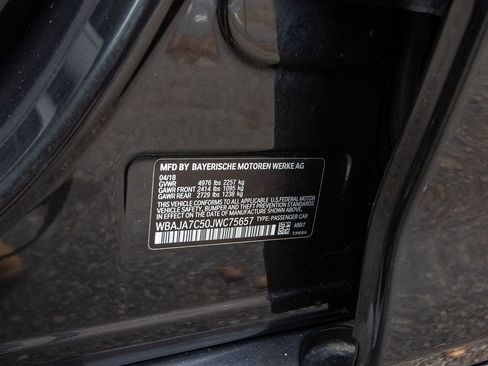 MFD BY BAYERISCHE MOTOREN WERKE AG
04/18
GVWR 4976 lbs 2257 kg
GAWR FRONT 2414 lbs 1095 kg
GAWR REAR 2729 lbs 1238 kg
THIS VEHICLE CONFORMS TO ALL APPLICABLE U.S.FEDERAL MOTOR
VEHICLE SAFETY, BUMPER AND THEFT PREVENTION STANDARDS
IN EFFECT ON THE DATE OF MANUFACTURE SHOWN ABOVE.
WBAJA7C50JWC75657 TYPE: PASSENGER CAR